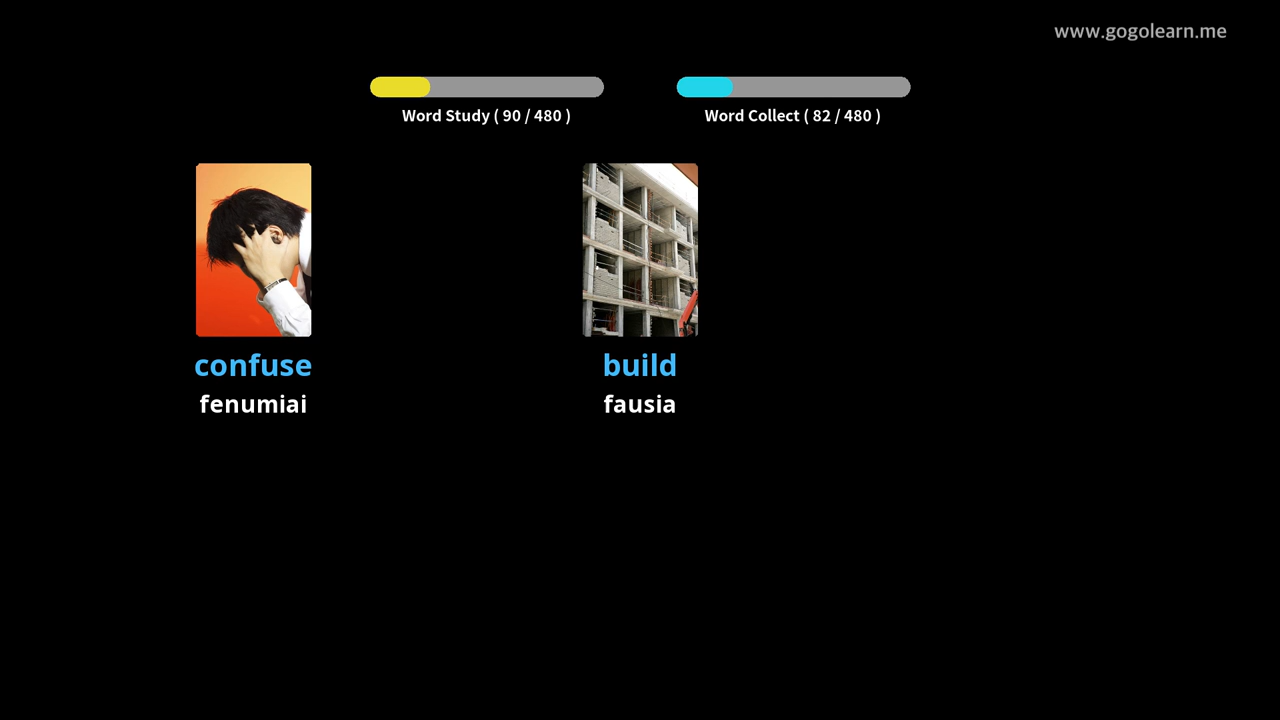 www.gogolearn.me
Word Study ( 90 / 480 )
Word Collect ( 82 / 480 )
confuse
fenumiai
build
fausia